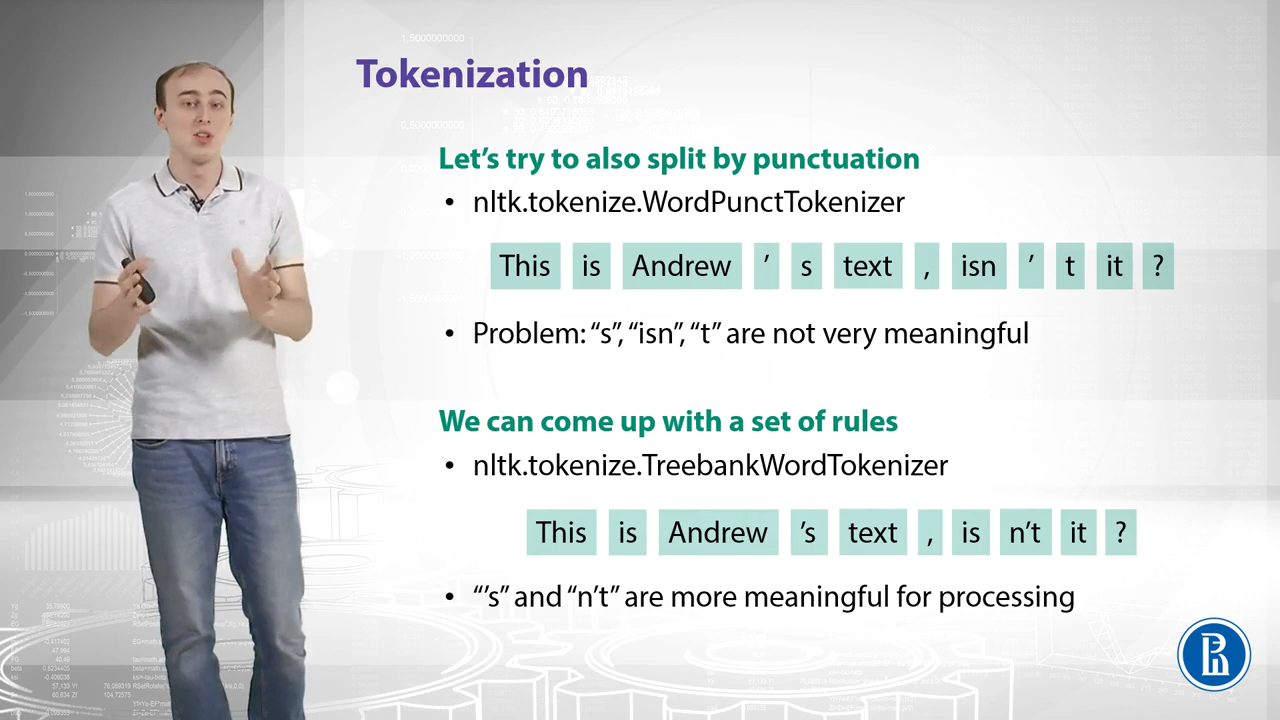 Tokenization
Let’s try to also split by punctuation
• nltk.tokenize.WordPunctTokenizer
This is Andrew ’ s text , isn ’ t it ?
• Problem: “s”, “isn”, “t” are not very meaningful
We can come up with a set of rules
• nltk.tokenize.TreebankWordTokenizer
This is Andrew ’s text , is n’t it ?
• “’s” and “n’t” are more meaningful for processing